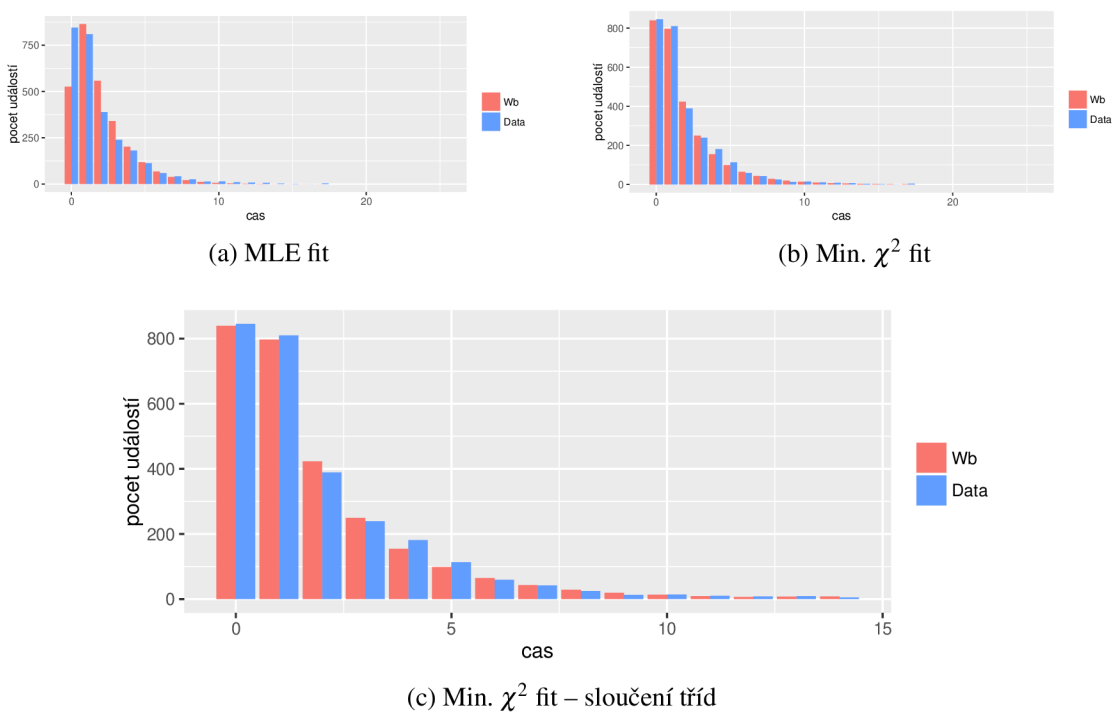 pocet událostí
750
500
250
0
0
10
20
cas
Wb
Data
(a) MLE fit
pocet událostí
800
600
400
200
0
0
10
20
cas
Wb
Data
(b) Min. χ² fit
pocet událostí
800
600
400
200
0
0
5
10
15
cas
Wb
Data
(c) Min. χ² fit – sloučení tříd